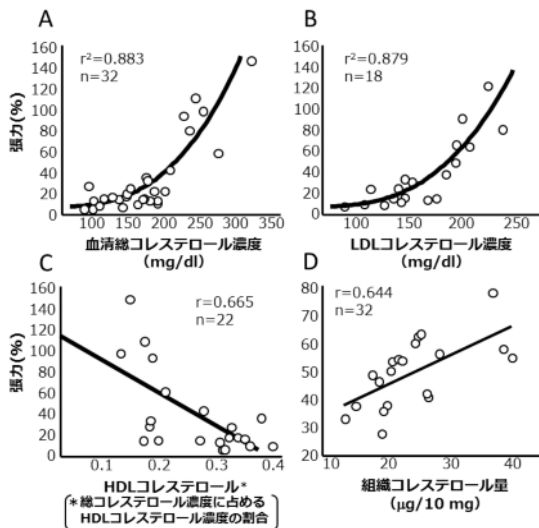 A
160
140
120
100
80
60
40
20
0
張力(%)
r²=0.883
n=32
50 100 150 200 250 300 350
血清総コレステロール濃度
(mg/dl)
B
160
140
120
100
80
60
40
20
0
r²=0.879
n=18
100 150 200 250
LDLコレステロール濃度
(mg/dl)
C
160
140
120
100
80
60
40
20
0
張力(%)
r=0.665
n=22
0.1 0.2 0.3 0.4
HDLコレステロール*
*総コレステロール濃度に占める
HDLコレステロール濃度の割合
D
80
70
60
50
40
30
20
r=0.644
n=32
10 20 30 40
組織コレステロール量
(μg/10 mg)